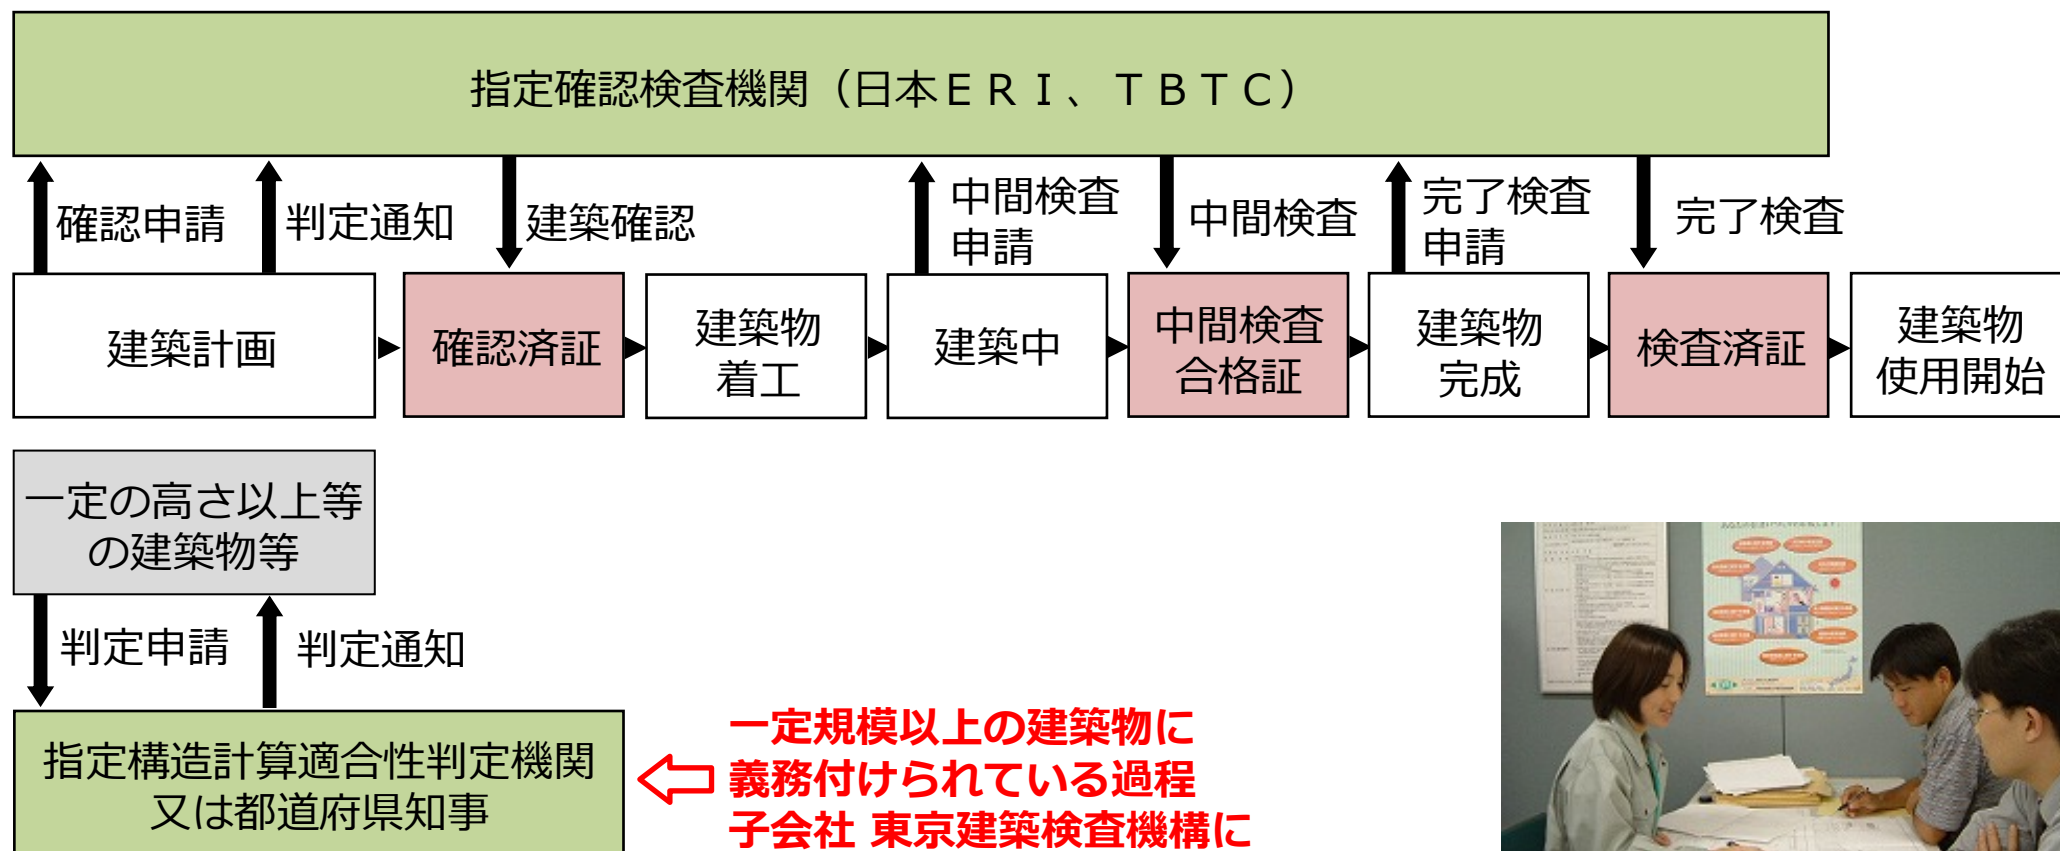 指定確認検査機関（日本ＥＲＩ、ＴＢＴＣ）
確認申請
判定通知
建築確認
中間検査
申請
中間検査
完了検査
申請
完了検査
建築計画
確認済証
建築物
着工
建築中
中間検査
合格証
建築物
完成
検査済証
建築物
使用開始
一定の高さ以上等
の建築物等
判定申請
判定通知
指定構造計算適合性判定機関
又は都道府県知事
一定規模以上の建築物に
義務付けられている過程
子会社 東京建築検査機構に